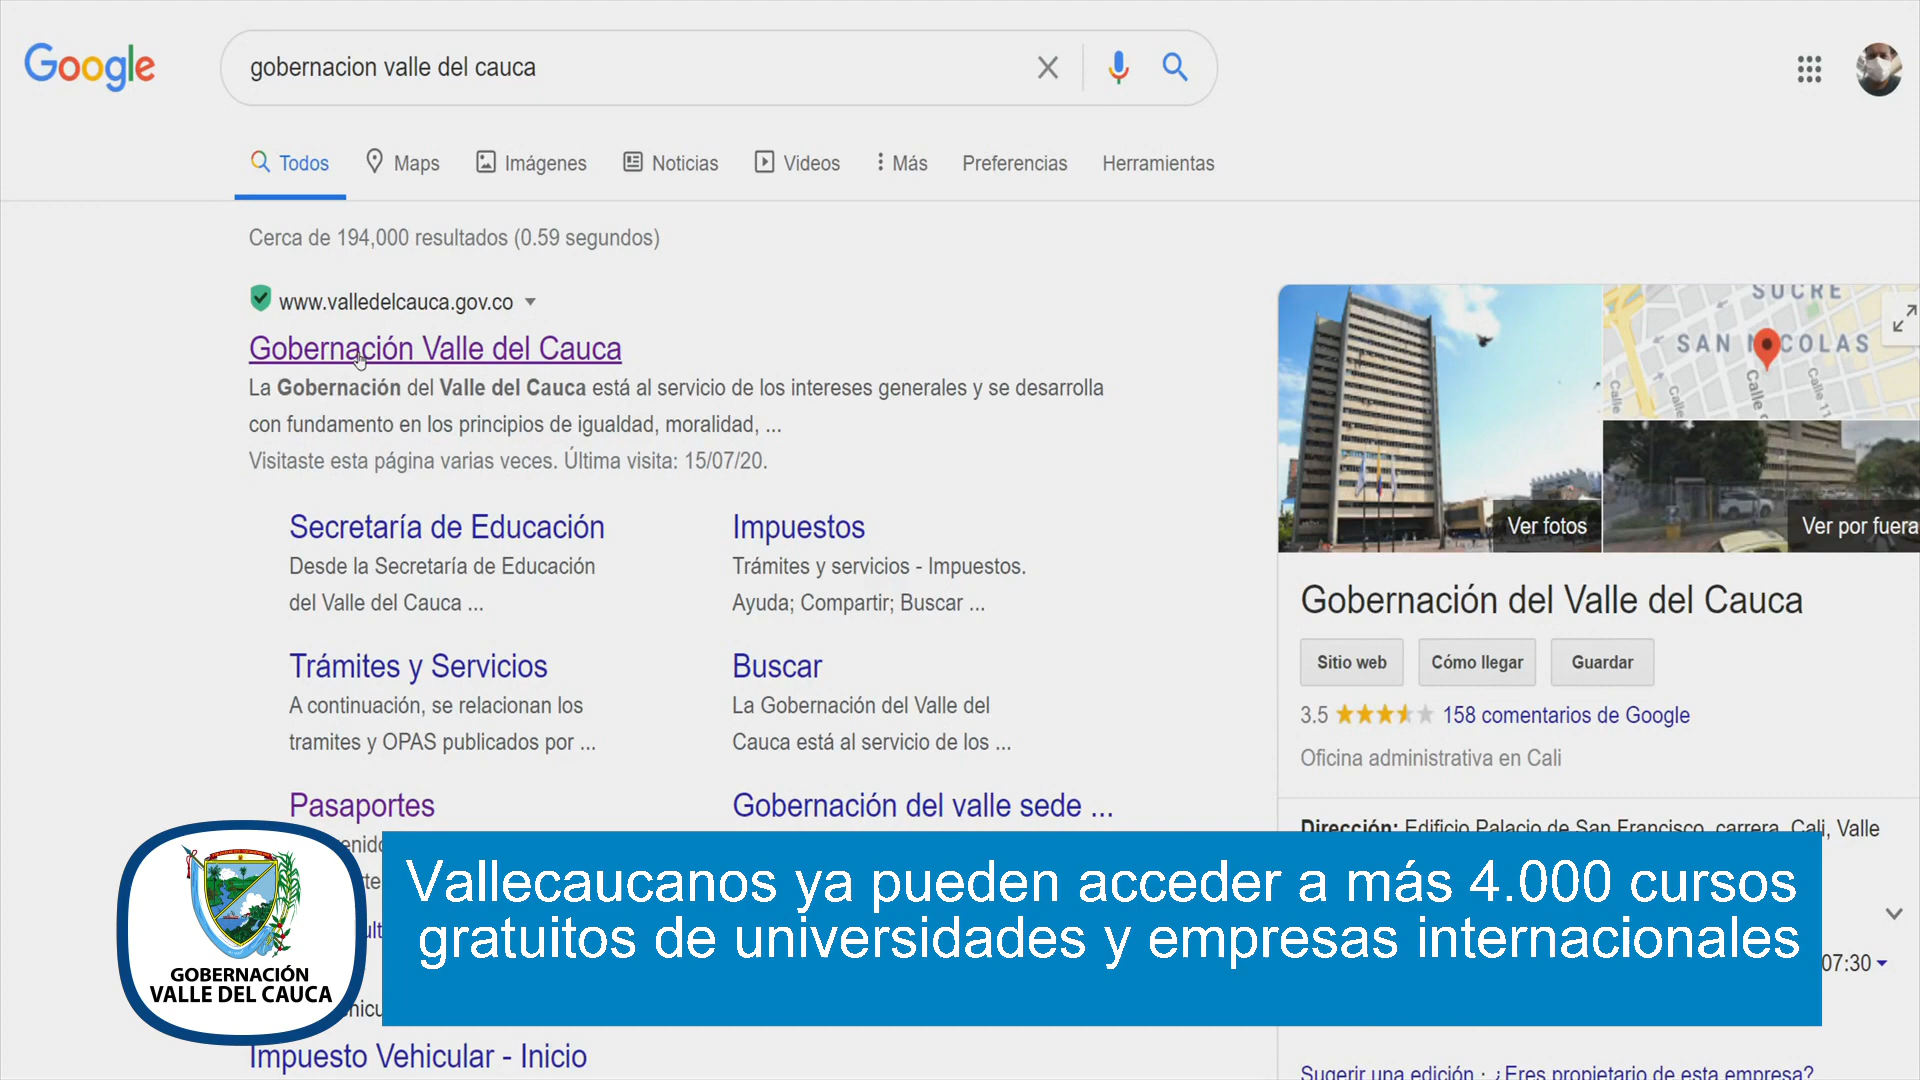 Google
gobernacion valle del cauca
Todos
Maps
Imágenes
Noticias
Videos
Más
Preferencias
Herramientas
Cerca de 194,000 resultados (0.59 segundos)
www.valledelcauca.gov.co
Gobernación Valle del Cauca
La Gobernación del Valle del Cauca está al servicio de los intereses generales y se desarrolla
con fundamento en los principios de igualdad, moralidad, ...
Visitaste esta página varias veces. Última visita: 15/07/20.
Secretaría de Educación
Desde la Secretaría de Educación
del Valle del Cauca ...
Impuestos
Trámites y servicios - Impuestos.
Ayuda; Compartir; Buscar ...
Trámites y Servicios
A continuación, se relacionan los
tramites y OPAS publicados por ...
Buscar
La Gobernación del Valle del
Cauca está al servicio de los ...
Pasaportes
Gobernación del valle sede ...
Impuesto Vehicular - Inicio
SUCRE
SAN NICOLAS
Calle
Calle
Calle
Calle 11
Ver fotos
Ver por fuera
Gobernación del Valle del Cauca
Sitio web
Cómo llegar
Guardar
3.5
158 comentarios de Google
Oficina administrativa en Cali
Dirección: Edificio Palacio de San Francisco, carrera, Cali, Valle
07:30
Sugerir una edición · ¿Eres propietario de esta empresa?
GOBERNACIÓN
VALLE DEL CAUCA
Vallecaucanos ya pueden acceder a más 4.000 cursos
gratuitos de universidades y empresas internacionales